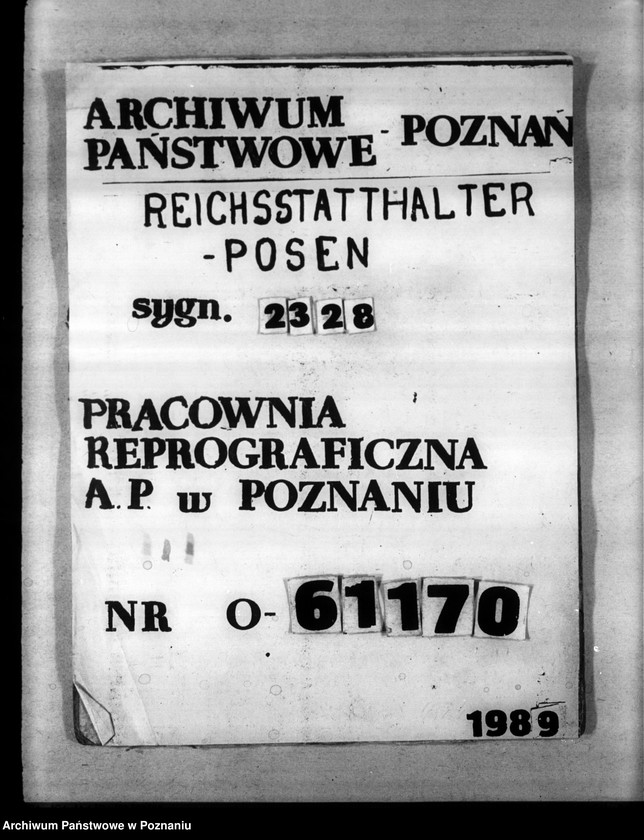 ARCHIWUM
PAŃSTWOWE - POZNAŃ
REICHSSTATTHALTER
-POSEN
sygn. 2328
PRACOWNIA
REPROGRAFICZNA
A.P. w POZNANIU
NR O-61170
1989
Archiwum Państwowe w Poznaniu